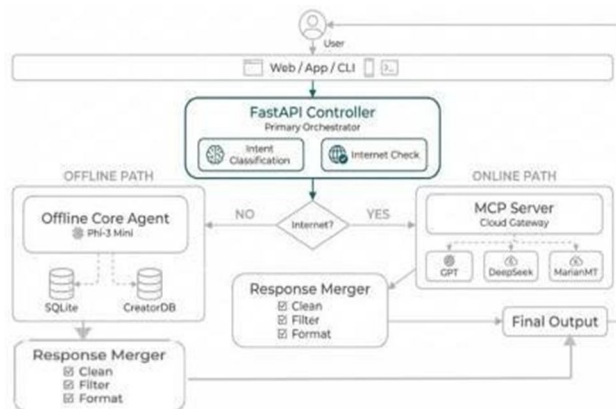 User
Web / App / CLI
FastAPI Controller
Primary Orchestrator
Intent
Classification
Internet Check
OFFLINE PATH
ONLINE PATH
Offline Core Agent
Phi-3 Mini
NO
Internet?
YES
MCP Server
Cloud Gateway
GPT
DeepSeek
MarianMT
SQLite
CreatorDB
Response Merger
Clean
Filter
Format
Final Output
Response Merger
Clean
Filter
Format